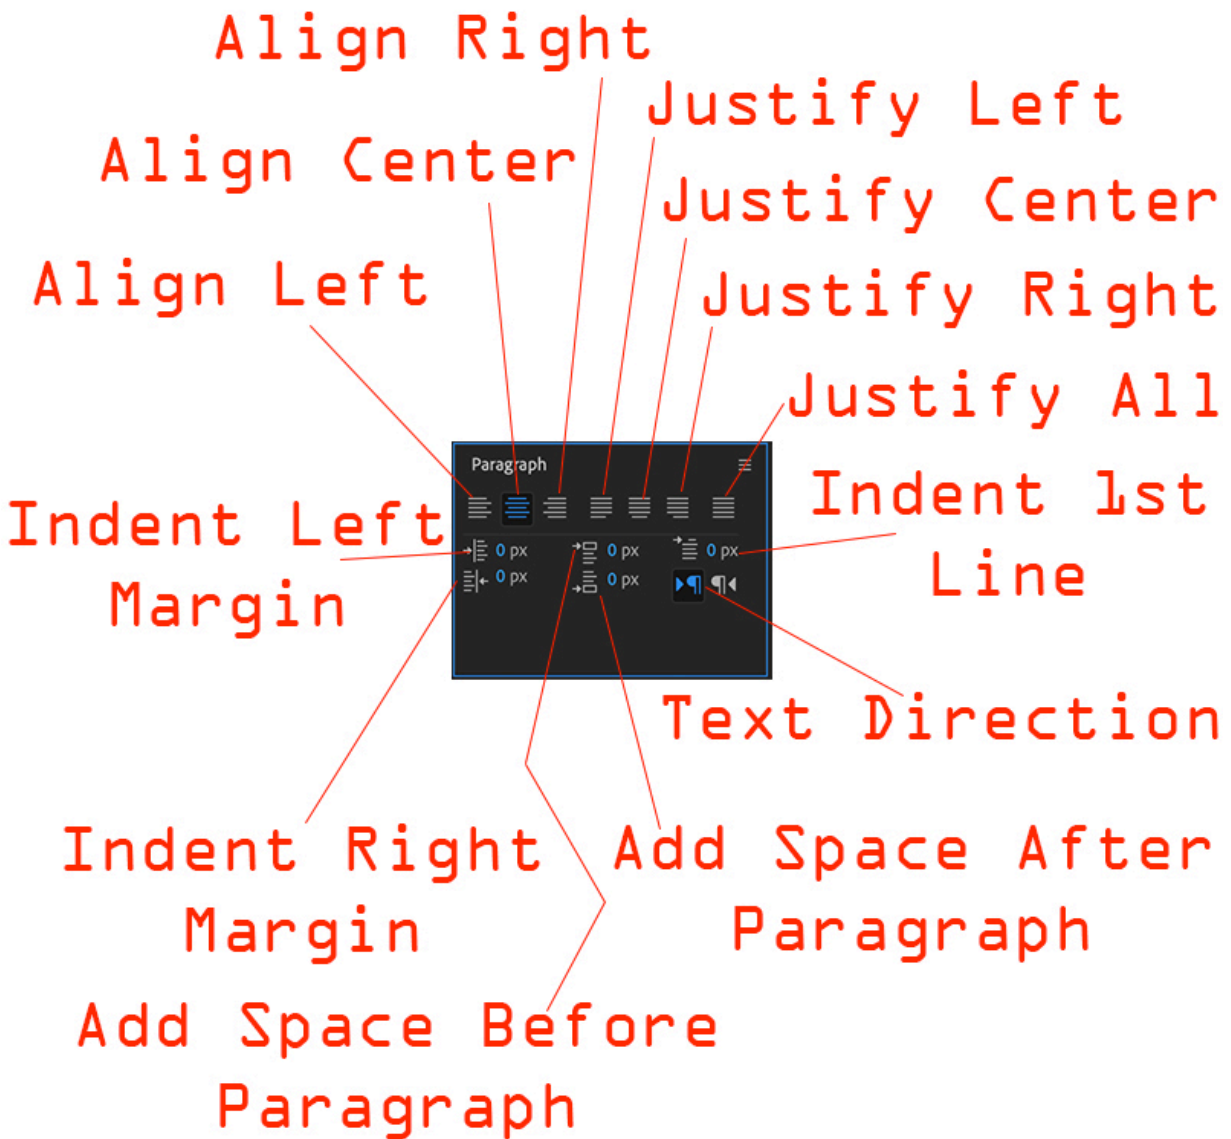 Align Right
Justify Left
Align Center
Justify Center
Align Left
Justify Right
Justify All
Paragraph
Indent 1st
Line
Indent Left
Margin
0 px
0 px
0 px
0 px
0 px
Text Direction
Indent Right
Margin
Add Space After
Paragraph
Add Space Before
Paragraph